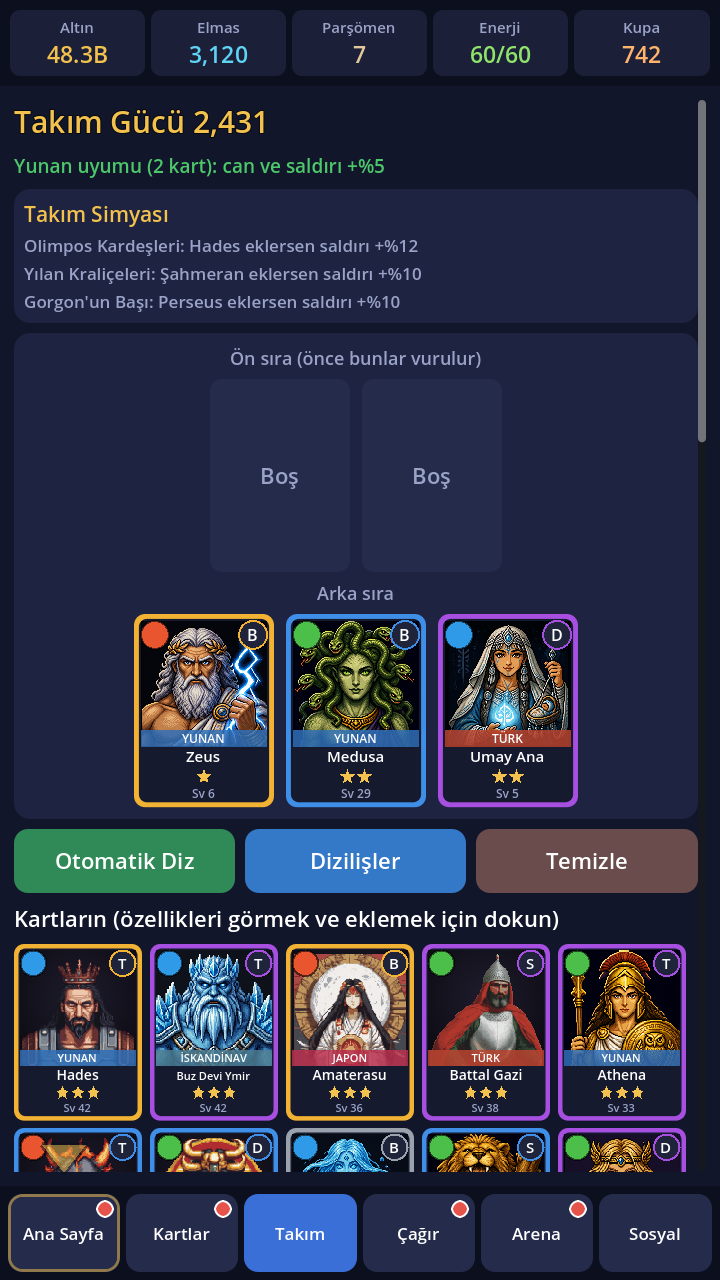 Altın
48.3B
Elmas
3,120
Parşömen
7
Enerji
60/60
Kupa
742
Takım Gücü 2,431
Yunan uyumu (2 kart): can ve saldırı +%5
Takım Simyası
Olimpos Kardeşleri: Hades eklersen saldırı +%12
Yılan Kraliçeleri: Şahmeran eklersen saldırı +%10
Gorgon'un Başı: Perseus eklersen saldırı +%10
Ön sıra (önce bunlar vurulur)
Boş
Boş
Arka sıra
B
YUNAN
Zeus
Sv 6
B
YUNAN
Medusa
Sv 29
D
TÜRK
Umay Ana
Sv 5
Otomatik Diz
Dizilişler
Temizle
Kartların (özellikleri görmek ve eklemek için dokun)
T
YUNAN
Hades
Sv 42
T
İSKANDİNAV
Buz Devi Ymir
Sv 42
B
JAPON
Amaterasu
Sv 36
S
TÜRK
Battal Gazi
Sv 38
T
YUNAN
Athena
Sv 33
T
D
B
S
D
Ana Sayfa
Kartlar
Takım
Çağır
Arena
Sosyal